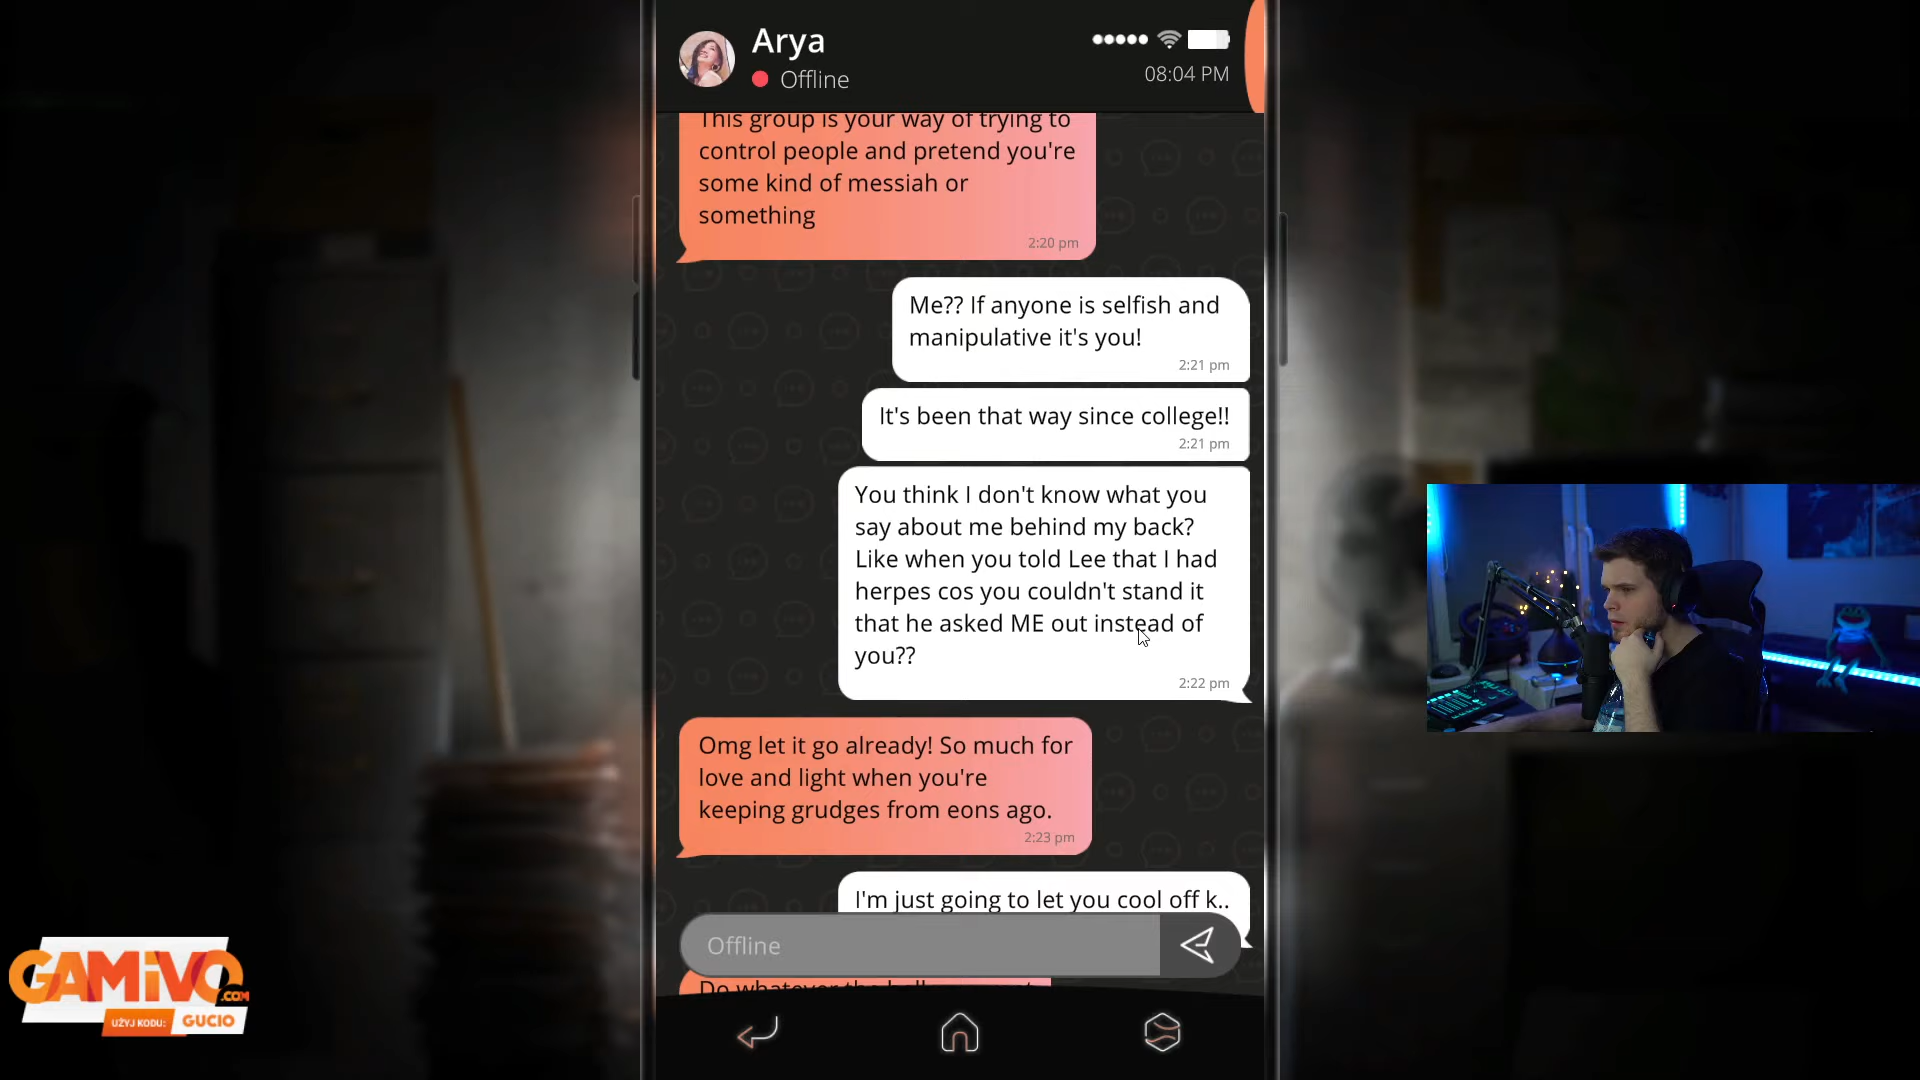 Arya
Offline
08:04 PM
This group is your way of trying to
control people and pretend you're
some kind of messiah or
something
2:20 pm
Me?? If anyone is selfish and
manipulative it's you!
2:21 pm
It's been that way since college!!
2:21 pm
You think I don't know what you
say about me behind my back?
Like when you told Lee that I had
herpes cos you couldn't stand it
that he asked ME out instead of
you??
2:22 pm
Omg let it go already! So much for
love and light when you're
keeping grudges from eons ago.
2:23 pm
I'm just going to let you cool off k..
Offline
Do whatever the hell
GAMIVO.COM
UŻYJ KODU: GUCIO